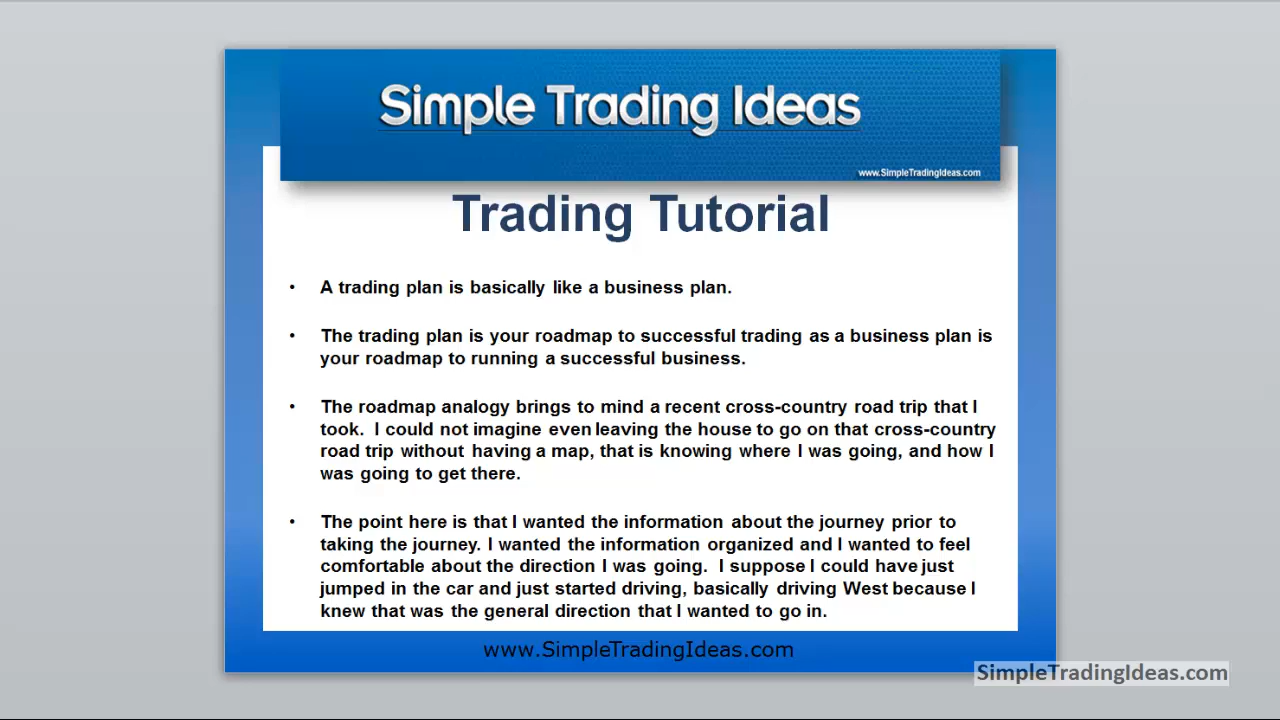 Simple Trading Ideas
www.SimpleTradingIdeas.com
Trading Tutorial
• A trading plan is basically like a business plan.
• The trading plan is your roadmap to successful trading as a business plan is
your roadmap to running a successful business.
• The roadmap analogy brings to mind a recent cross-country road trip that I
took. I could not imagine even leaving the house to go on that cross-country
road trip without having a map, that is knowing where I was going, and how I
was going to get there.
• The point here is that I wanted the information about the journey prior to
taking the journey. I wanted the information organized and I wanted to feel
comfortable about the direction I was going. I suppose I could have just
jumped in the car and just started driving, basically driving West because I
knew that was the general direction that I wanted to go in.
www.SimpleTradingIdeas.com
SimpleTradingIdeas.com